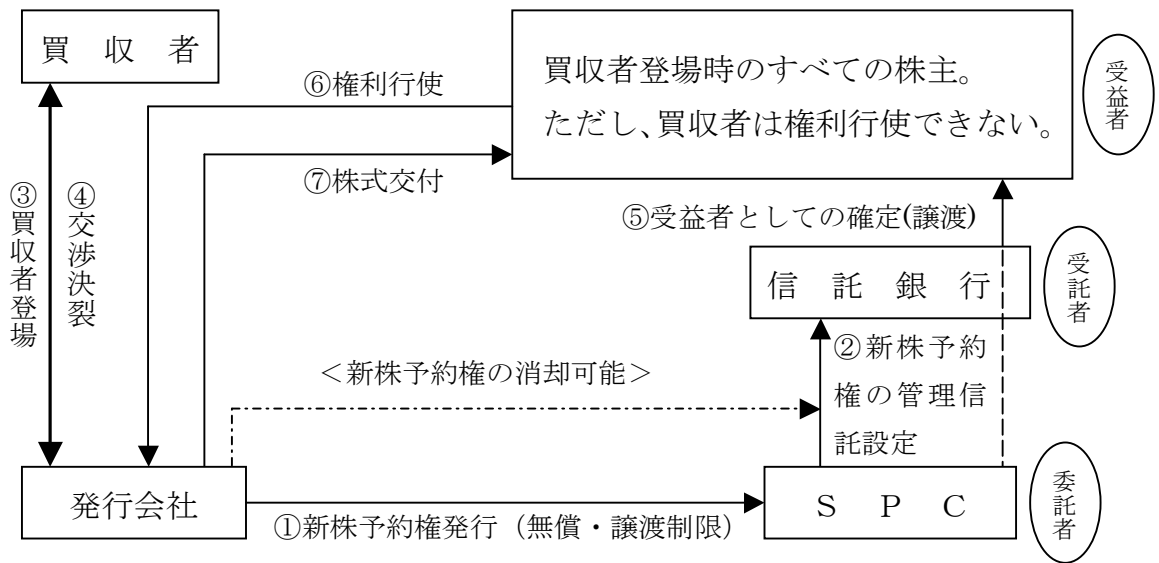 買収者
買収者登場時のすべての株主。
ただし、買収者は権利行使できない。
受益者
⑥権利行使
⑦株式交付
③買収者登場
④交渉決裂
⑤受益者としての確定(譲渡)
信託銀行
受託者
②新株予約
権の管理信
託設定
<新株予約権の消却可能>
発行会社
①新株予約権発行（無償・譲渡制限）
ＳＰＣ
委託者